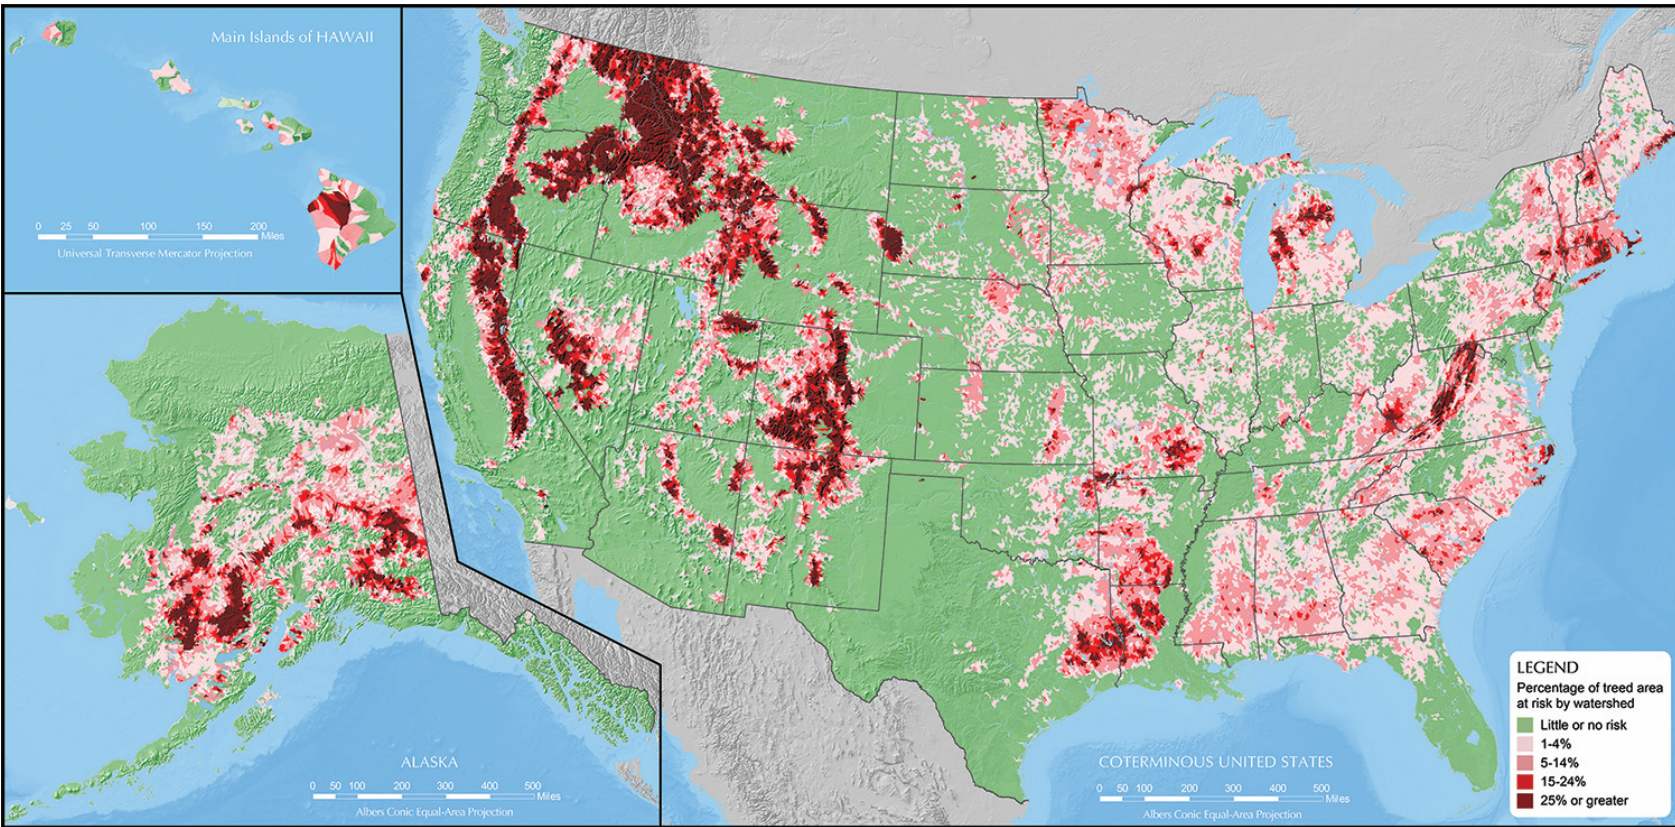 Main Islands of HAWAII
0 25 50 100 150 200
Miles
Universal Transverse Mercator Projection
ALASKA
0 50 100 200 300 400 500
Miles
Albers Conic Equal-Area Projection
COTERMINOUS UNITED STATES
0 50 100 200 300 400 500
Miles
Albers Conic Equal-Area Projection
LEGEND
Percentage of treed area
at risk by watershed
Little or no risk
1-4%
5-14%
15-24%
25% or greater